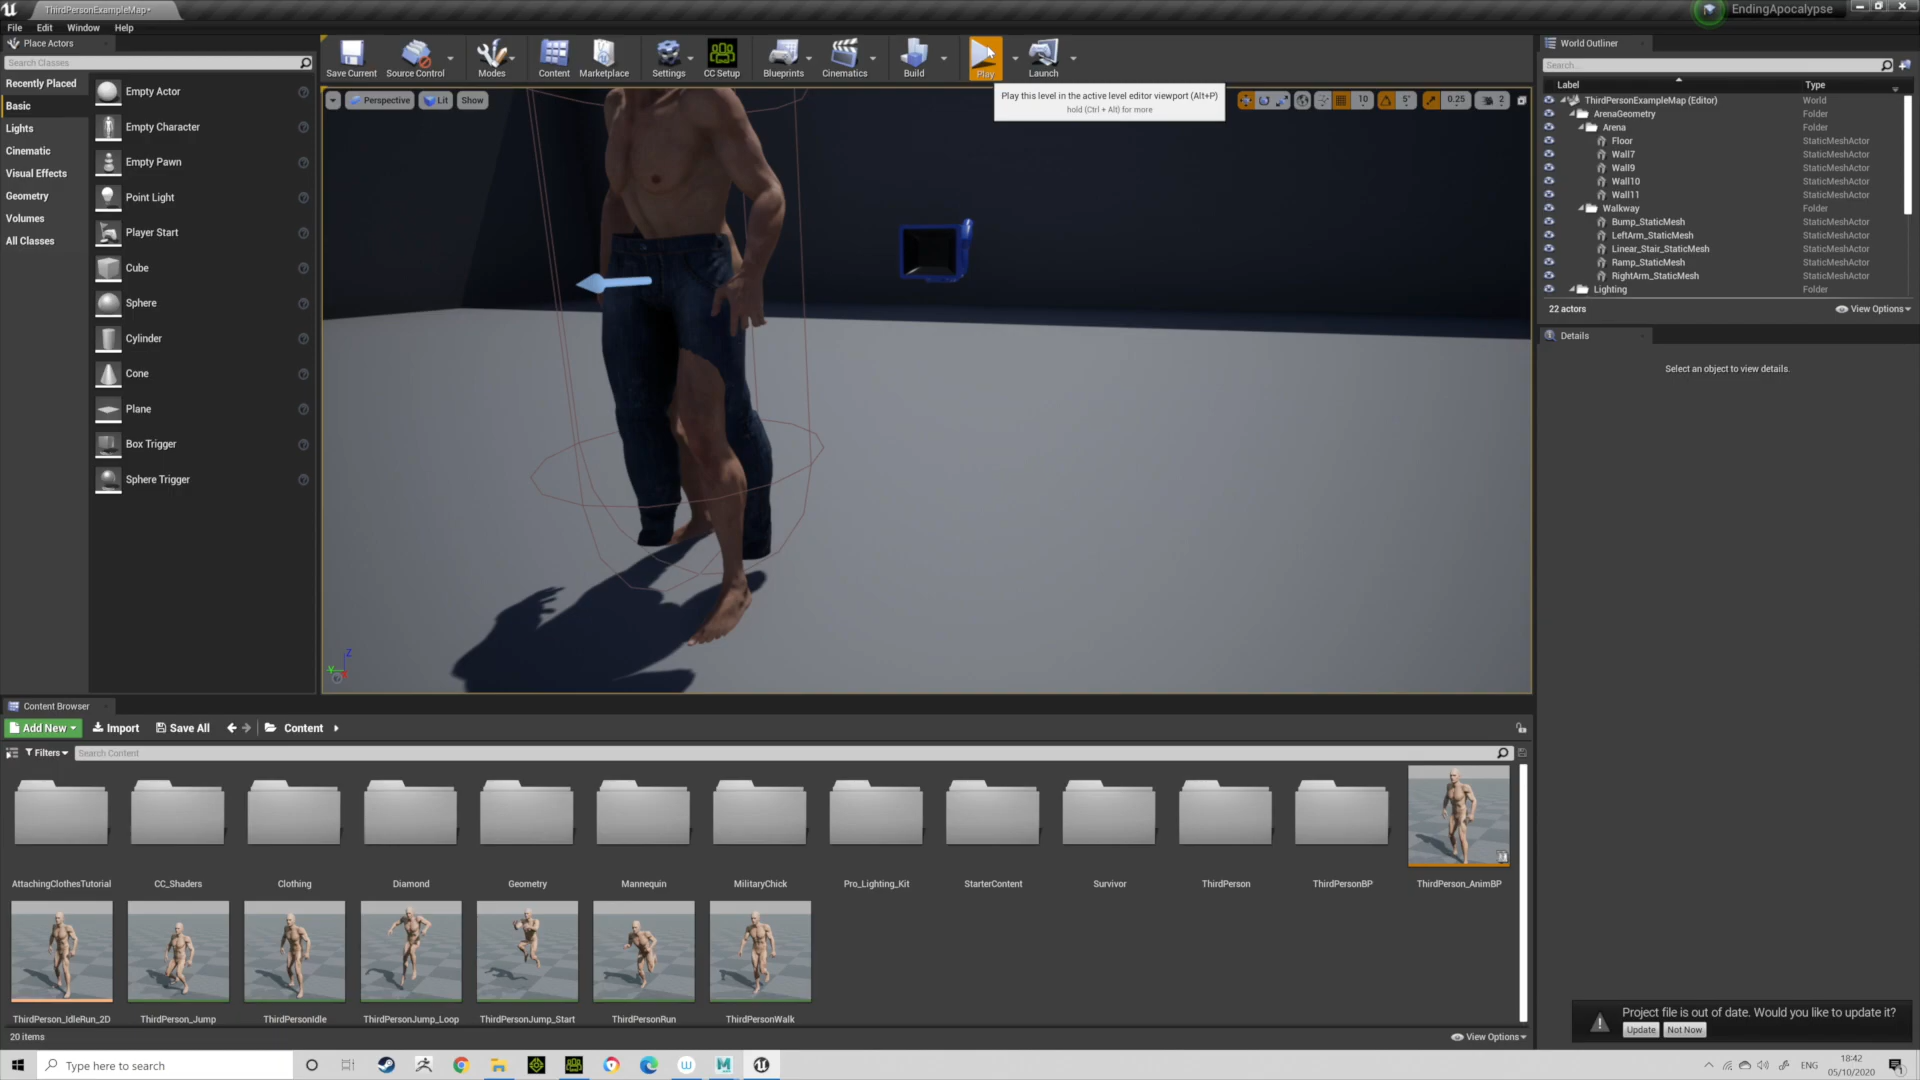 ThirdPersonExampleMap*
EndingApocalypse
File Edit Window Help
Place Actors
Search Classes
Recently Placed
Basic
Lights
Cinematic
Visual Effects
Geometry
Volumes
All Classes
Empty Actor
Empty Character
Empty Pawn
Point Light
Player Start
Cube
Sphere
Cylinder
Cone
Plane
Box Trigger
Sphere Trigger
Save Current Source Control Modes Content Marketplace Settings CC Setup Blueprints Cinematics Build Play Launch
Perspective Lit Show
Play this level in the active level editor viewport (Alt+P)
hold (Ctrl + Alt) for more
10 5° 0.25 2
World Outliner
Search...
Label Type
ThirdPersonExampleMap (Editor) World
ArenaGeometry Folder
Arena Folder
Floor StaticMeshActor
Wall7 StaticMeshActor
Wall9 StaticMeshActor
Wall10 StaticMeshActor
Wall11 StaticMeshActor
Walkway Folder
Bump_StaticMesh StaticMeshActor
LeftArm_StaticMesh StaticMeshActor
Linear_Stair_StaticMesh StaticMeshActor
Ramp_StaticMesh StaticMeshActor
RightArm_StaticMesh StaticMeshActor
Lighting Folder
22 actors View Options
Details
Select an object to view details.
Z
Y
Content Browser
Add New Import Save All Content
Filters Search Content
AttachingClothesTutorial CC_Shaders Clothing Diamond Geometry Mannequin MilitaryChick Pro_Lighting_Kit StarterContent Survivor ThirdPerson ThirdPersonBP ThirdPerson_AnimBP
ThirdPerson_IdleRun_2D ThirdPerson_Jump ThirdPersonIdle ThirdPersonJump_Loop ThirdPersonJump_Start ThirdPersonRun ThirdPersonWalk
20 items View Options
Project file is out of date. Would you like to update it?
Update Not Now
Type here to search
ENG
18:42
05/10/2020